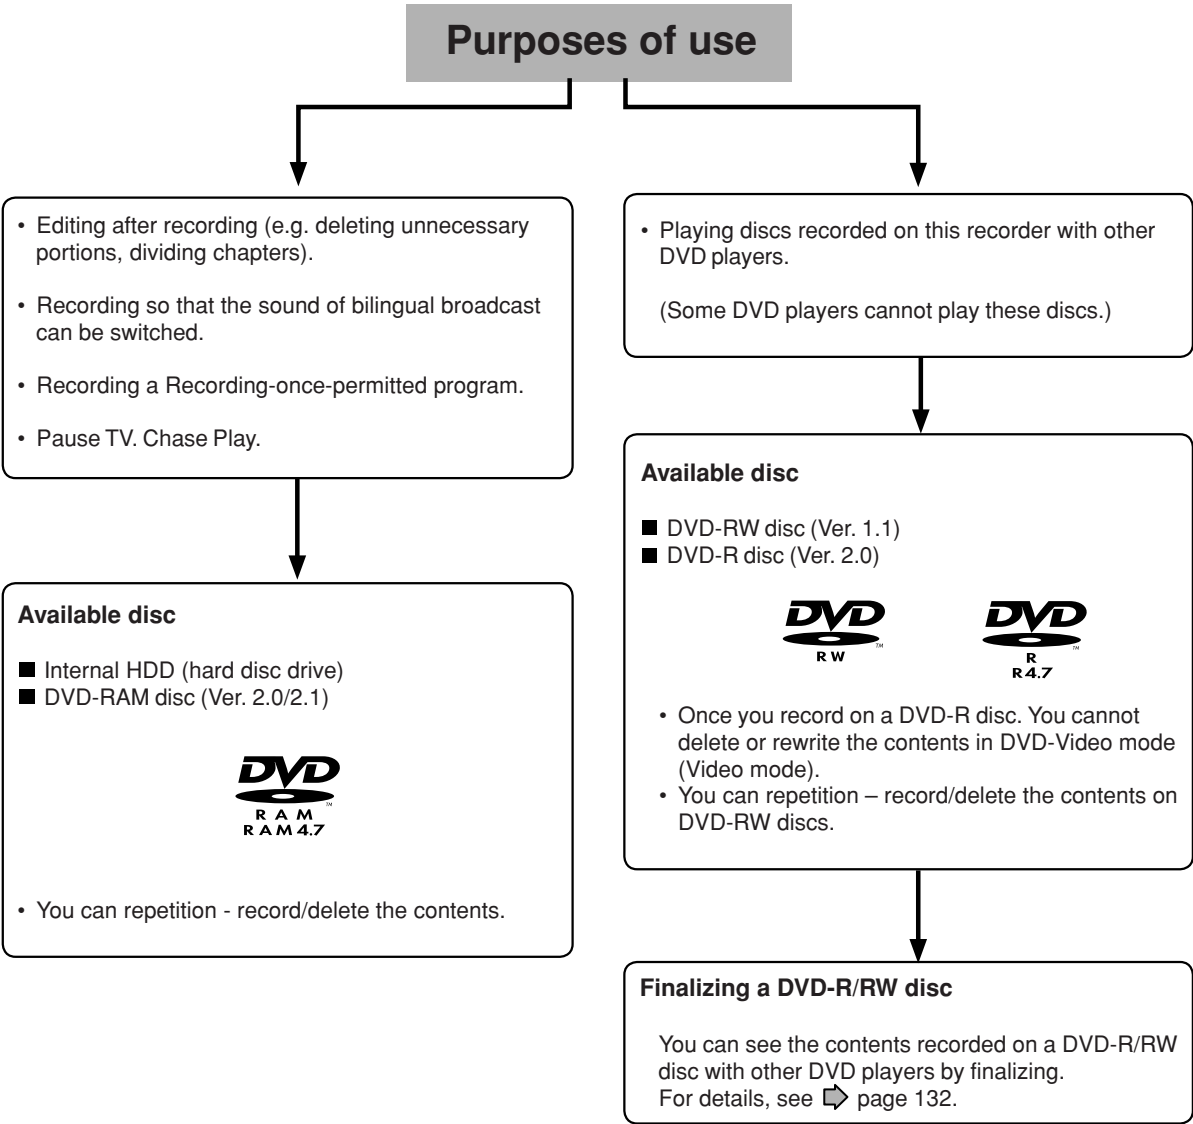 Purposes of use
• Editing after recording (e.g. deleting unnecessary
portions, dividing chapters).
• Recording so that the sound of bilingual broadcast
can be switched.
• Recording a Recording-once-permitted program.
• Pause TV. Chase Play.
Available disc
■ Internal HDD (hard disc drive)
■ DVD-RAM disc (Ver. 2.0/2.1)
DVD
TM
RAM
RAM4.7
• You can repetition - record/delete the contents.
• Playing discs recorded on this recorder with other
DVD players.
(Some DVD players cannot play these discs.)
Available disc
■ DVD-RW disc (Ver. 1.1)
■ DVD-R disc (Ver. 2.0)
DVD
TM
RW
DVD
TM
R
R4.7
• Once you record on a DVD-R disc. You cannot
delete or rewrite the contents in DVD-Video mode
(Video mode).
• You can repetition – record/delete the contents on
DVD-RW discs.
Finalizing a DVD-R/RW disc
You can see the contents recorded on a DVD-R/RW
disc with other DVD players by finalizing.
For details, see page 132.